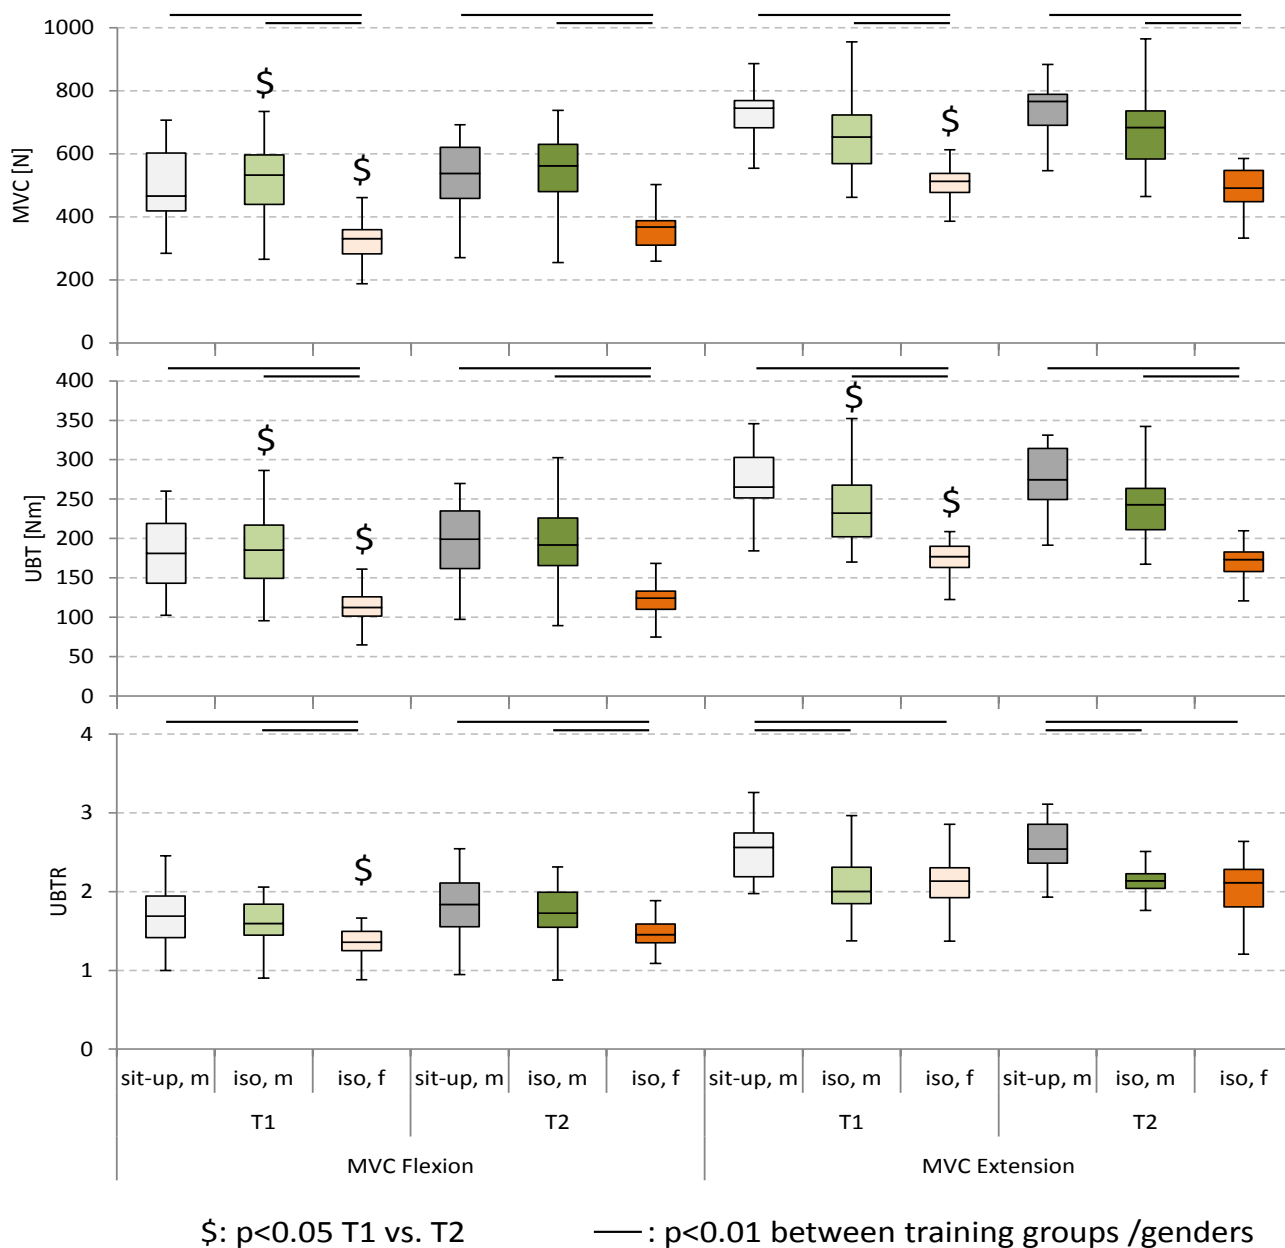 1000
800
600
400
200
0
MVC [N]
$ $ $
400
350
300
250
200
150
100
50
0
UBT [Nm]
$ $ $ $
4
3
2
1
0
UBTR
$
sit-up, m iso, m iso, f sit-up, m iso, m iso, f sit-up, m iso, m iso, f sit-up, m iso, m iso, f
T1 T2 T1 T2
MVC Flexion MVC Extension
$: p<0.05 T1 vs. T2 : p<0.01 between training groups /genders